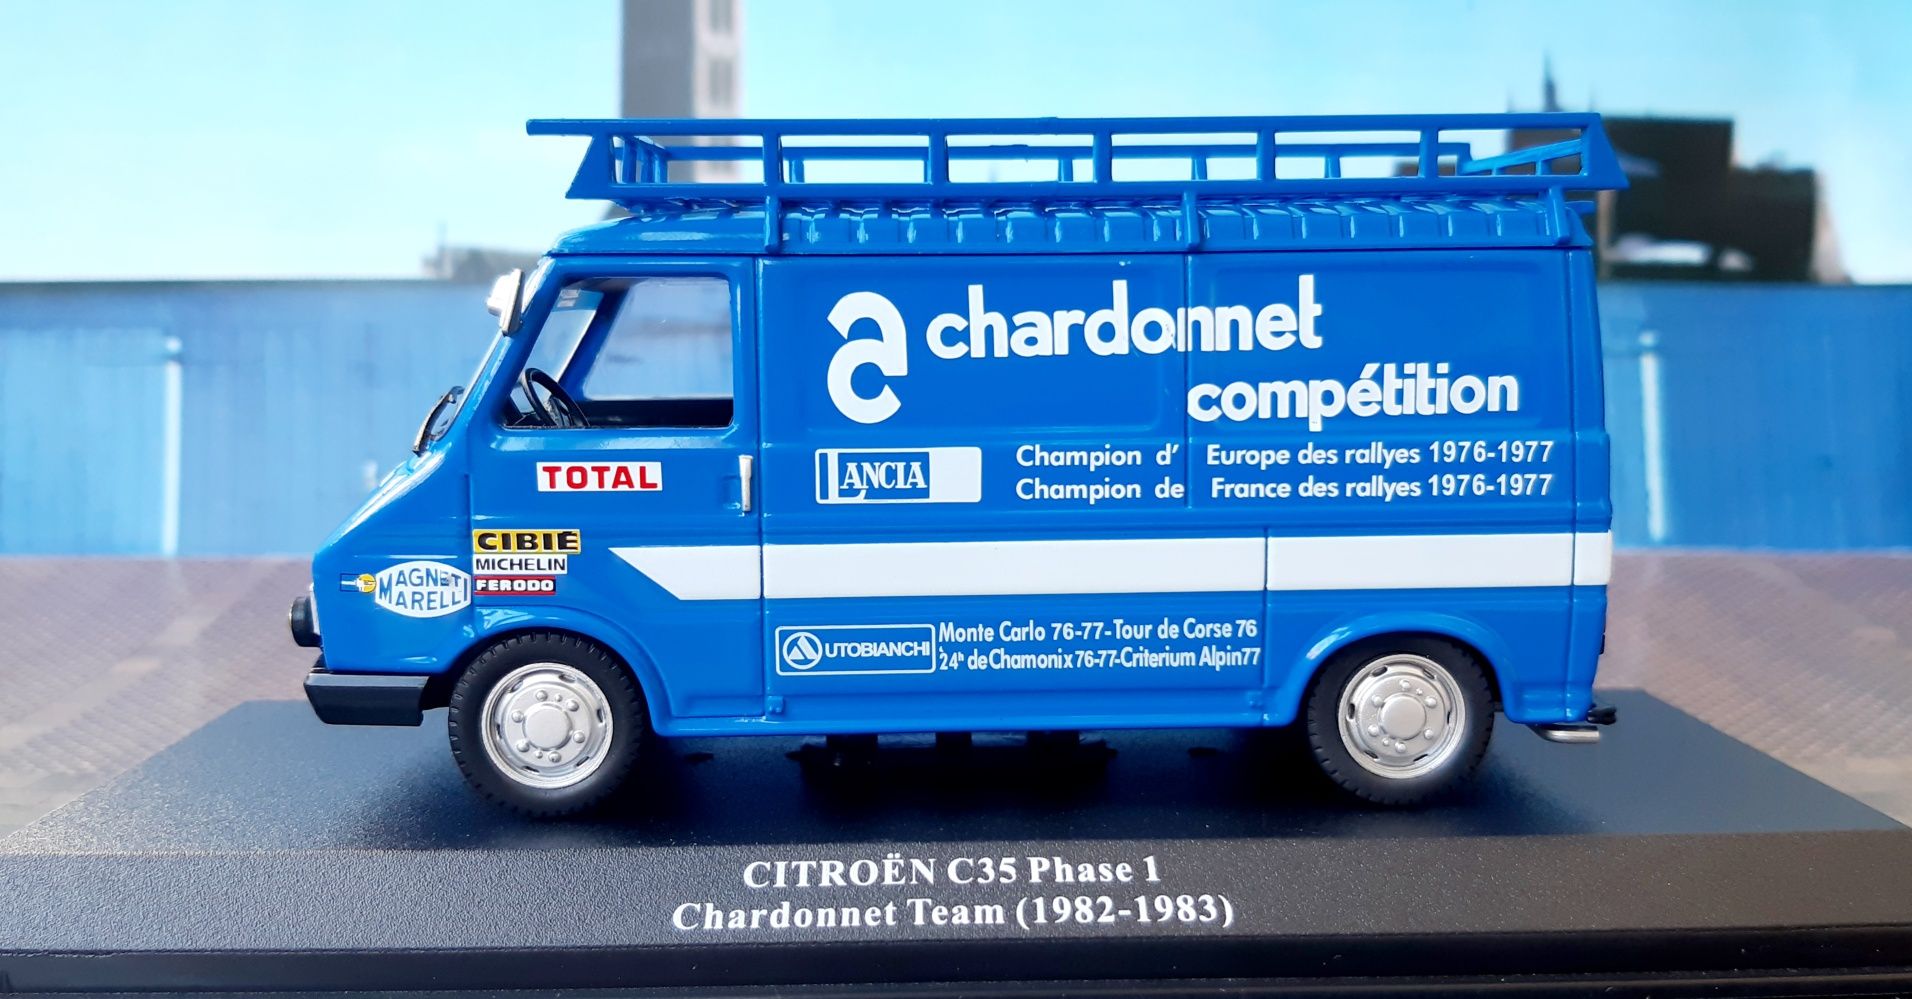 chardonnet
compétition
LANCIA
Champion d' Europe des rallyes 1976-1977
Champion de France des rallyes 1976-1977
TOTAL
CIBIÉ
MICHELIN
FERODO
MAGNETI
MARELLI
AUTOBIANCHI
Monte Carlo 76-77-Tour de Corse 76
24h de Chamonix 76-77-Criterium Alpin77
CITROËN C35 Phase 1
Chardonnet Team (1982-1983)